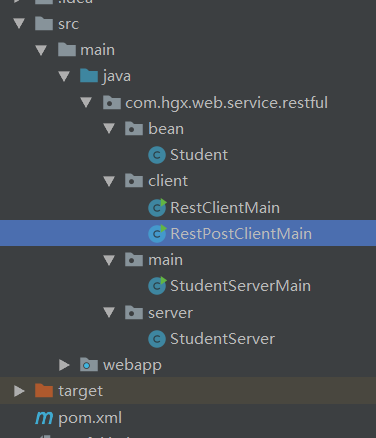 .idea
src
main
java
com.hgx.web.service.restful
bean
Student
client
RestClientMain
RestPostClientMain
main
StudentServerMain
server
StudentServer
webapp
target
pom.xml